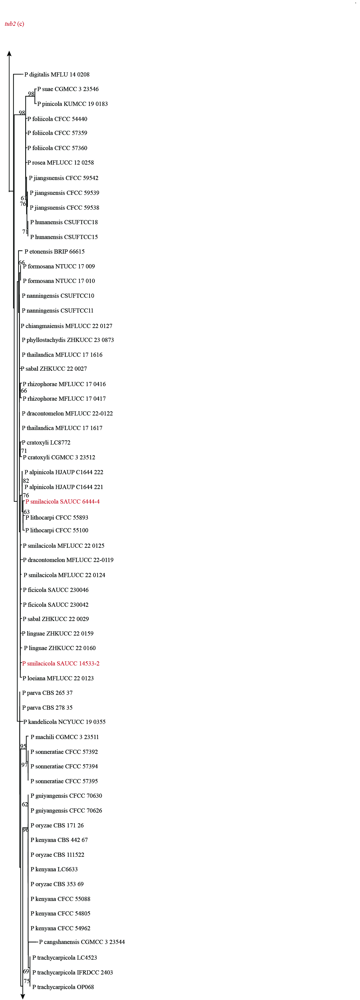 tub2 (c)
P digitalis MFLU 14 0208
P suae CGMCC 3 23546
98
P pinicola KUMCC 19 0183
98
P foliicola CFCC 54440
P foliicola CFCC 57359
P foliicola CFCC 57360
P rosea MFLUCC 12 0258
P jiangsuensis CFCC 59542
P jiangsuensis CFCC 59539
61
76
P jiangsuensis CFCC 59538
P hunanensis CSUFTCC18
71
P hunanensis CSUFTCC15
P etonensis BRIP 66615
66
P formosana NTUCC 17 009
P formosana NTUCC 17 010
P nanningensis CSUFTCC10
P nanningensis CSUFTCC11
P chiangmaiensis MFLUCC 22 0127
P phyllostachydis ZHKUCC 23 0873
P thailandica MFLUCC 17 1616
P sabal ZHKUCC 22 0027
P rhizophorae MFLUCC 17 0416
66
P rhizophorae MFLUCC 17 0417
P dracontomelon MFLUCC 22-0122
P thailandica MFLUCC 17 1617
P cratoxyli LC8772
71
P cratoxyli CGMCC 3 23512
P alpinicola HJAUP C1644 222
82
P alpinicola HJAUP C1644 221
76
P smilacicola SAUCC 6444-4
63
P lithocarpi CFCC 55893
P lithocarpi CFCC 55100
P smilacicola MFLUCC 22 0125
P dracontomelon MFLUCC 22-0119
P smilacicola MFLUCC 22 0124
P ficicola SAUCC 230046
P ficicola SAUCC 230042
P sabal ZHKUCC 22 0029
P linguae ZHKUCC 22 0159
P linguae ZHKUCC 22 0160
P smilacicola SAUCC 14533-2
P loeiana MFLUCC 22 0123
P parva CBS 265 37
P parva CBS 278 35
P kandelicola NCYUCC 19 0355
P machili CGMCC 3 23511
95
P sonneratiae CFCC 57392
97
P sonneratiae CFCC 57394
P sonneratiae CFCC 57395
P guiyangensis CFCC 70630
62
P guiyangensis CFCC 70626
P oryzae CBS 171 26
96
P kenyana CBS 442 67
P oryzae CBS 111522
P kenyana LC6633
P oryzae CBS 353 69
P kenyana CFCC 55088
P kenyana CFCC 54805
P kenyana CFCC 54962
P cangshanensis CGMCC 3 23544
P trachycarpicola LC4523
69
P trachycarpicola IFRDCC 2403
75
P trachycarpicola OP068